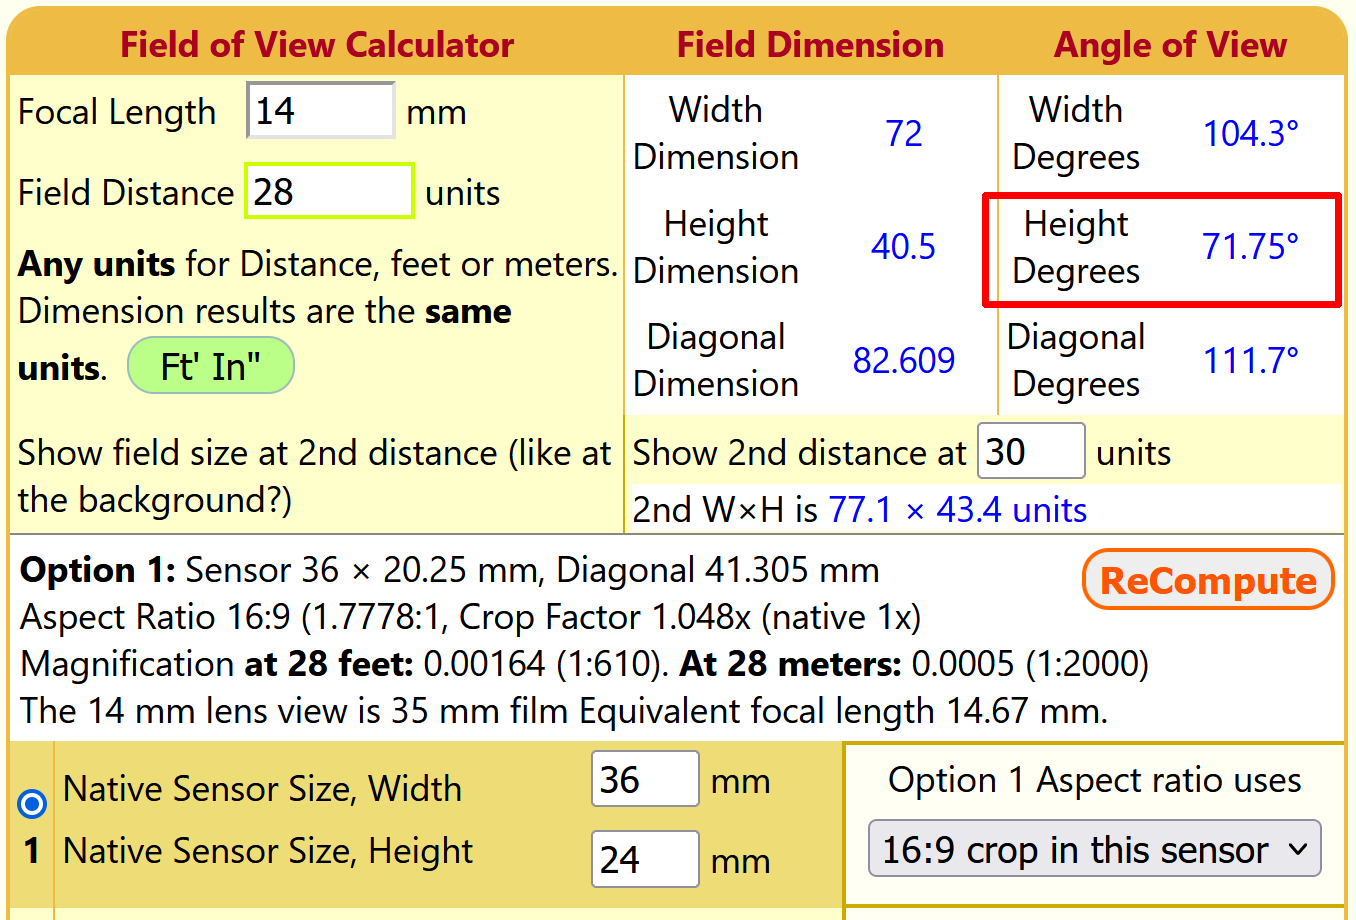 Field of View Calculator
Field Dimension
Angle of View
Focal Length 14 mm
Field Distance 28 units
Any units for Distance, feet or meters.
Dimension results are the same
units. Ft' In"
Width
Dimension
72
Height
Dimension
40.5
Diagonal
Dimension
82.609
Width
Degrees
104.3°
Height
Degrees
71.75°
Diagonal
Degrees
111.7°
Show field size at 2nd distance (like at
the background?)
Show 2nd distance at 30 units
2nd W×H is 77.1 × 43.4 units
Option 1: Sensor 36 × 20.25 mm, Diagonal 41.305 mm
Aspect Ratio 16:9 (1.7778:1, Crop Factor 1.048x (native 1x)
Magnification at 28 feet: 0.00164 (1:610). At 28 meters: 0.0005 (1:2000)
The 14 mm lens view is 35 mm film Equivalent focal length 14.67 mm.
ReCompute
1
Native Sensor Size, Width 36 mm
Native Sensor Size, Height 24 mm
Option 1 Aspect ratio uses
16:9 crop in this sensor